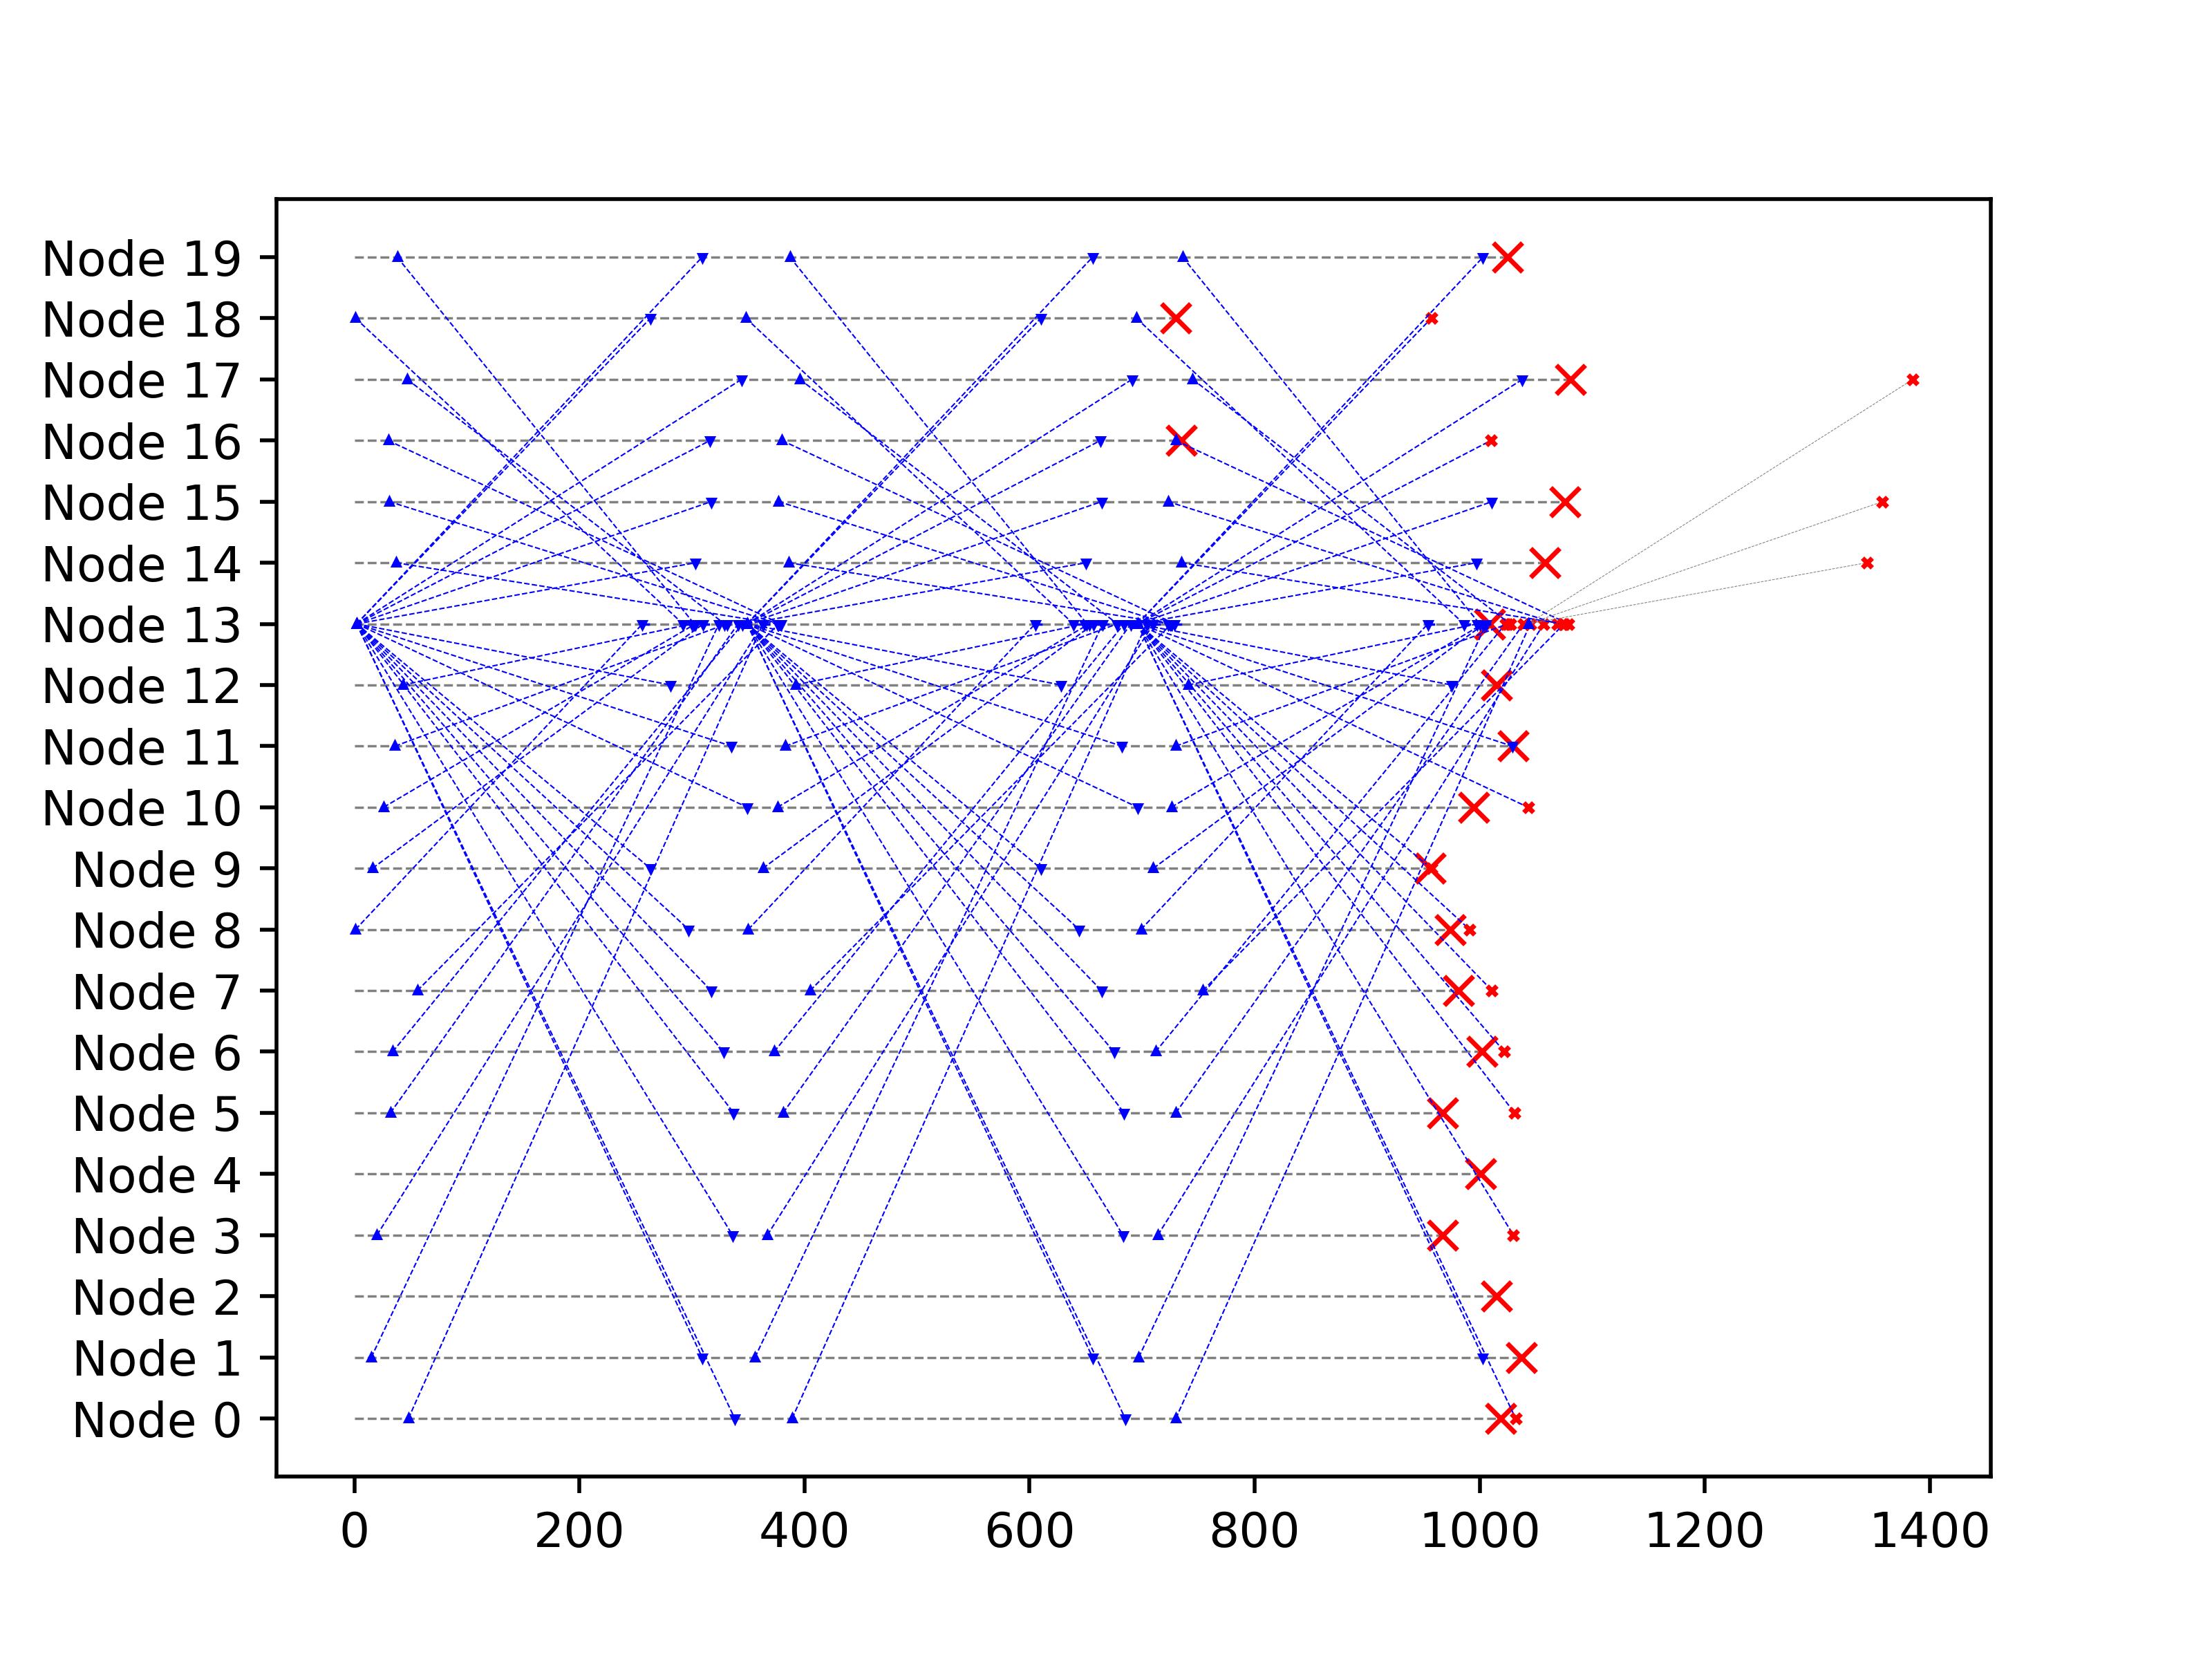 Node 19
Node 18
Node 17
Node 16
Node 15
Node 14
Node 13
Node 12
Node 11
Node 10
Node 9
Node 8
Node 7
Node 6
Node 5
Node 4
Node 3
Node 2
Node 1
Node 0
0 200 400 600 800 1000 1200 1400